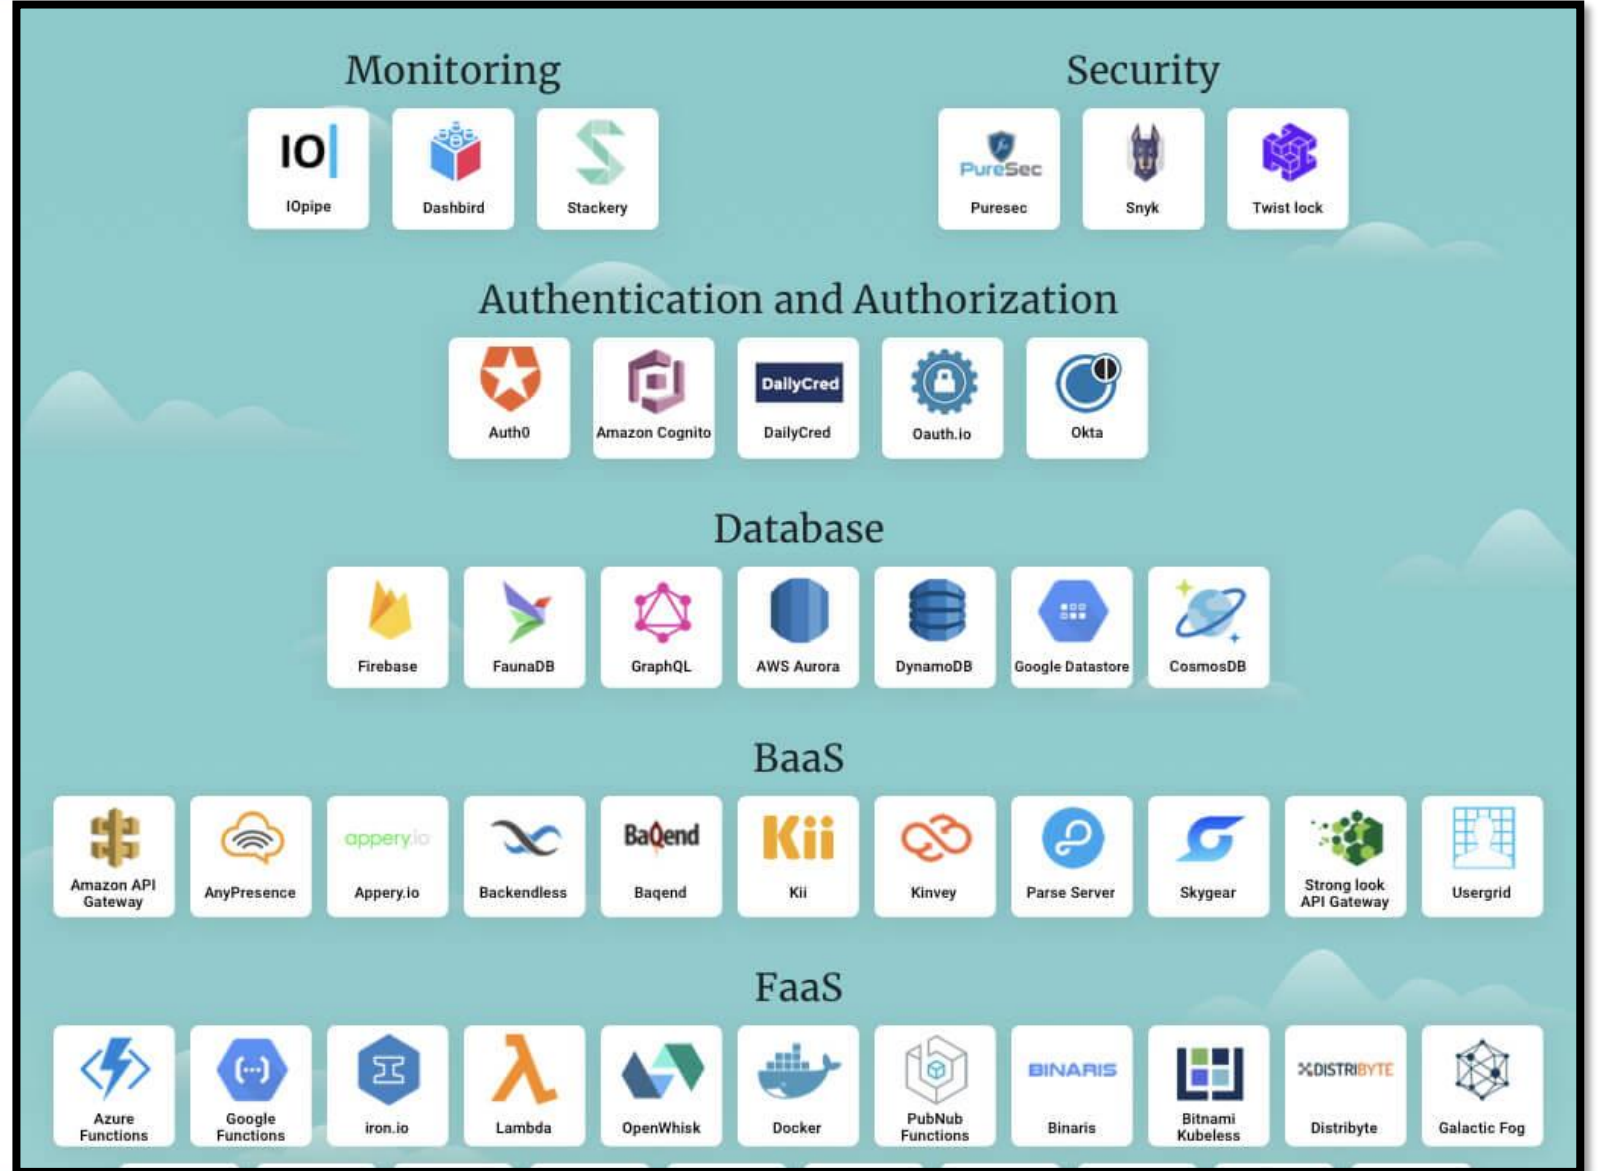 Monitoring
Security
IO
IOpipe
Dashbird
Stackery
PureSec
Puresec
Snyk
Twist lock
Authentication and Authorization
Auth0
Amazon Cognito
DailyCred
DailyCred
Oauth.io
Okta
Database
Firebase
FaunaDB
GraphQL
AWS Aurora
DynamoDB
Google Datastore
CosmosDB
BaaS
Amazon API
Gateway
AnyPresence
appery.io
Appery.io
Backendless
BaQend
Baqend
Kii
Kii
Kinvey
Parse Server
Skygear
Strong look
API Gateway
Usergrid
FaaS
Azure
Functions
Google
Functions
iron.io
Lambda
OpenWhisk
Docker
PubNub
Functions
BINARIS
Binaris
Bitnami
Kubeless
DISTRIBYTE
Distribyte
Galactic Fog